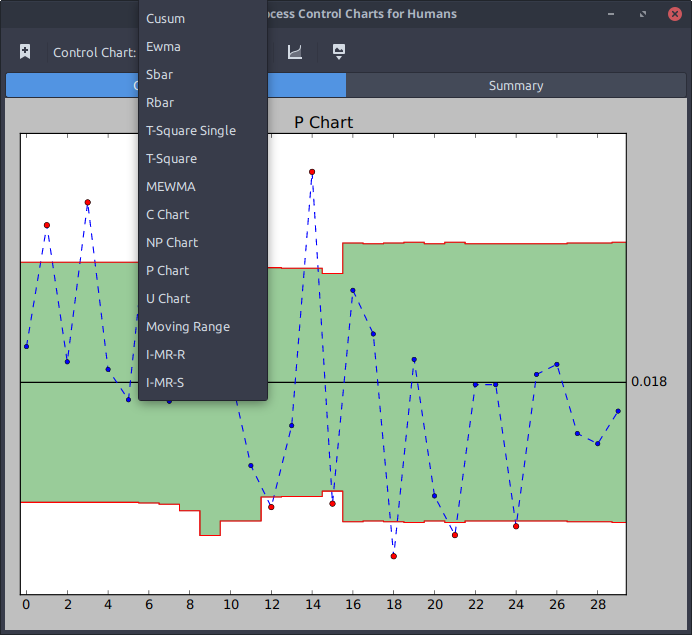 ocess Control Charts for Humans
Control Chart:
Cusum
Ewma
Sbar
Rbar
T-Square Single
T-Square
MEWMA
C Chart
NP Chart
P Chart
U Chart
Moving Range
I-MR-R
I-MR-S
Summary
P Chart
0.018
0 2 4 6 8 10 12 14 16 18 20 22 24 26 28